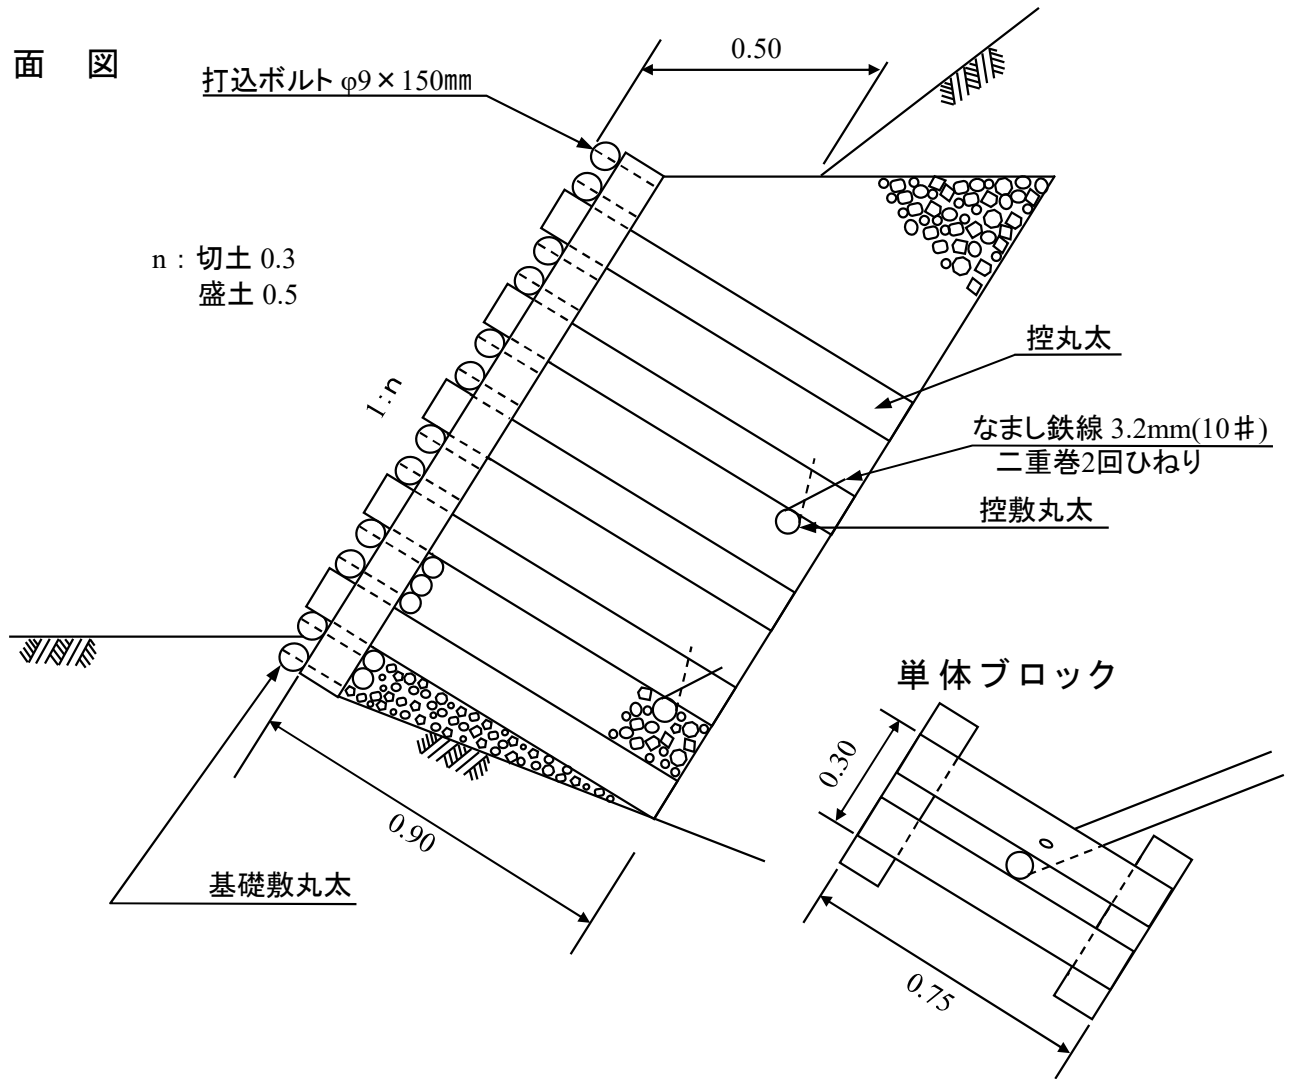 面 図
0.50
打込ボルト φ9×150㎜
n : 切土 0.3
盛土 0.5
控丸太
1:n
なまし鉄線 3.2mm(10♯)
二重巻2回ひねり
控敷丸太
単体ブロック
0.30
0.90
基礎敷丸太
0.75